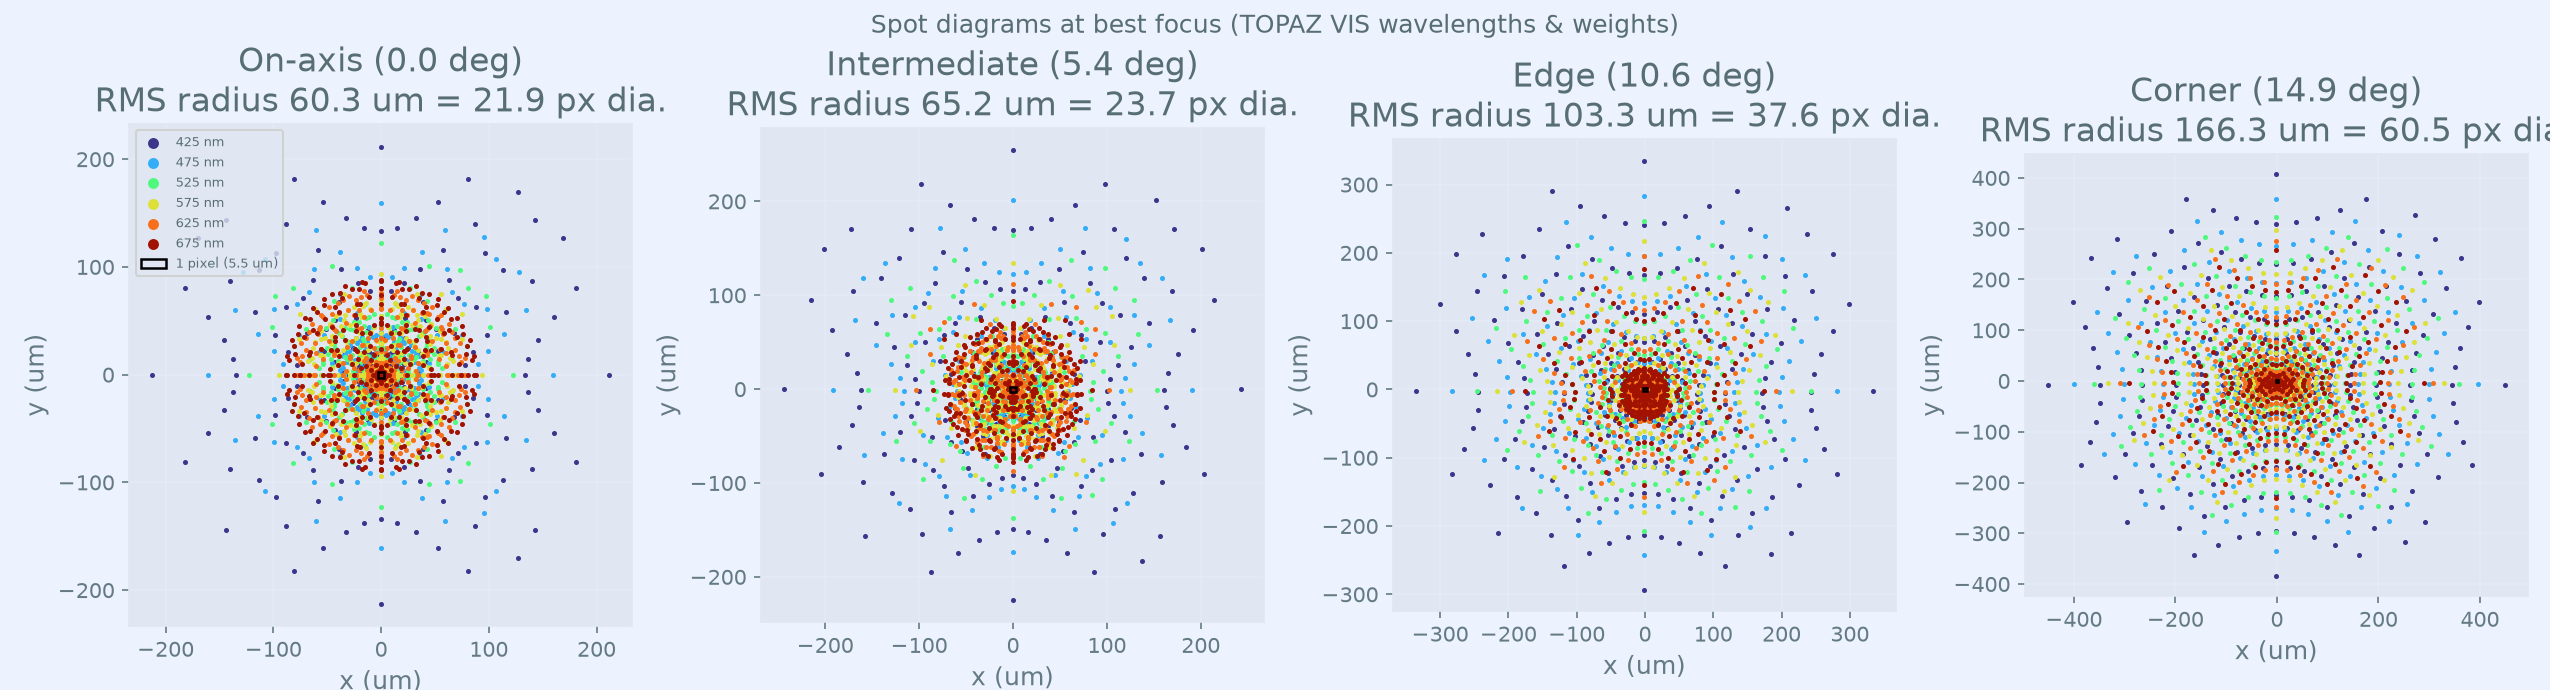 Spot diagrams at best focus (TOPAZ VIS wavelengths & weights)
On-axis (0.0 deg)
RMS radius 60.3 um = 21.9 px dia.
200
100
0
−100
−200
y (um)
−200 −100 0 100 200
x (um)
425 nm
475 nm
525 nm
575 nm
625 nm
675 nm
1 pixel (5.5 um)
Intermediate (5.4 deg)
RMS radius 65.2 um = 23.7 px dia.
200
100
0
−100
−200
y (um)
−200 −100 0 100 200
x (um)
Edge (10.6 deg)
RMS radius 103.3 um = 37.6 px dia.
300
200
100
0
−100
−200
−300
y (um)
−300 −200 −100 0 100 200 300
x (um)
Corner (14.9 deg)
RMS radius 166.3 um = 60.5 px dia
400
300
200
100
0
−100
−200
−300
−400
y (um)
−400 −200 0 200 400
x (um)